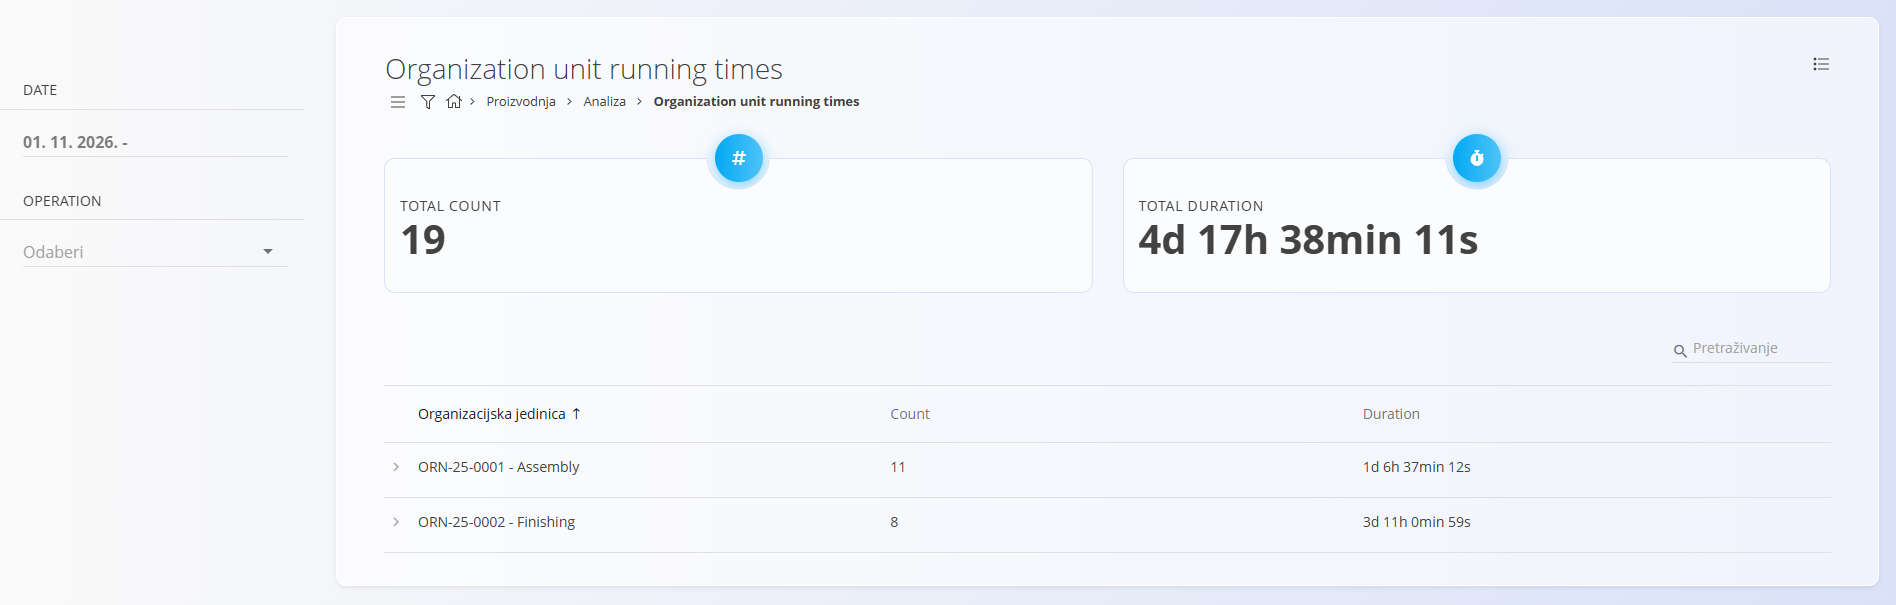 DATE
01. 11. 2026. -
OPERATION
Odaberi
Organization unit running times
Proizvodnja > Analiza > Organization unit running times
#
TOTAL COUNT
19
TOTAL DURATION
4d 17h 38min 11s
Pretraživanje
Organizacijska jedinica ↑ Count Duration
ORN-25-0001 - Assembly 11 1d 6h 37min 12s
ORN-25-0002 - Finishing 8 3d 11h 0min 59s